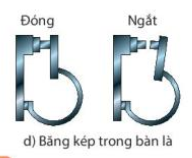 Đóng Ngắt
d) Băng kép trong bàn là